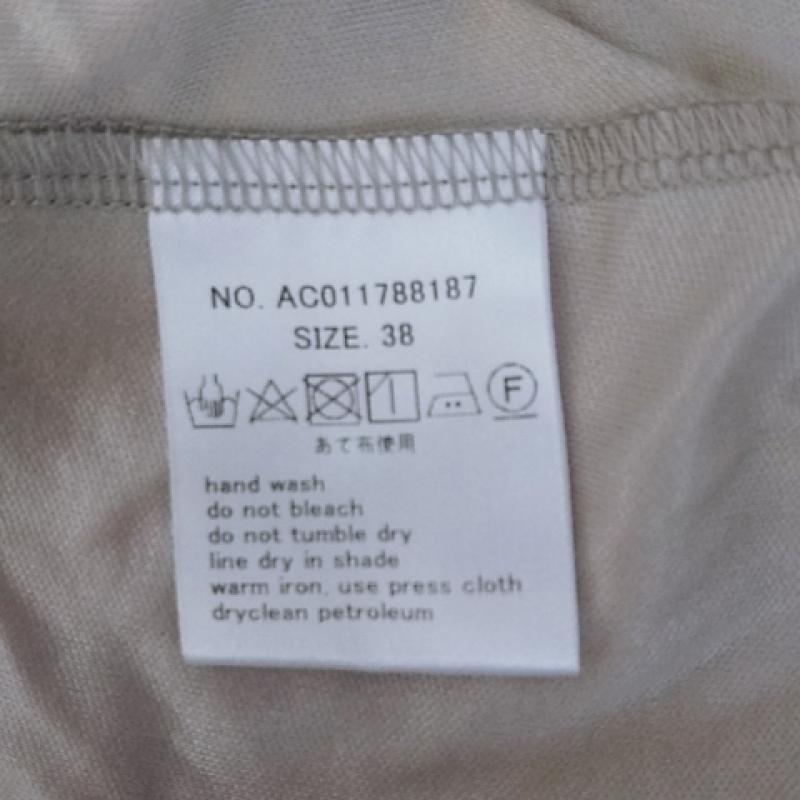 NO. AC011788187
SIZE. 38
F
あて布使用
hand wash
do not bleach
do not tumble dry
line dry in shade
warm iron, use press cloth
dryclean petroleum